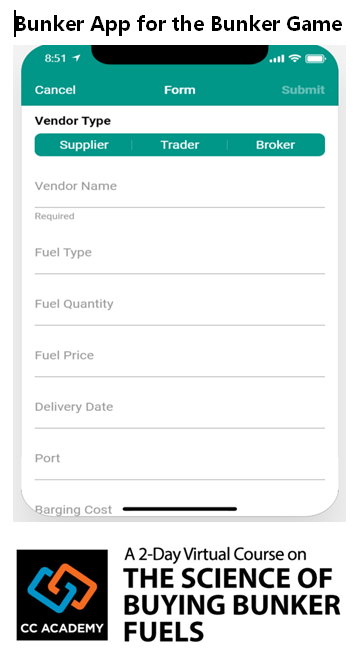 Bunker App for the Bunker Game
8:51
Cancel Form Submit
Vendor Type
Supplier Trader Broker
Vendor Name
Required
Fuel Type
Fuel Quantity
Fuel Price
Delivery Date
Port
Barging Cost
A 2-Day Virtual Course on
THE SCIENCE OF
BUYING BUNKER
FUELS
CC ACADEMY